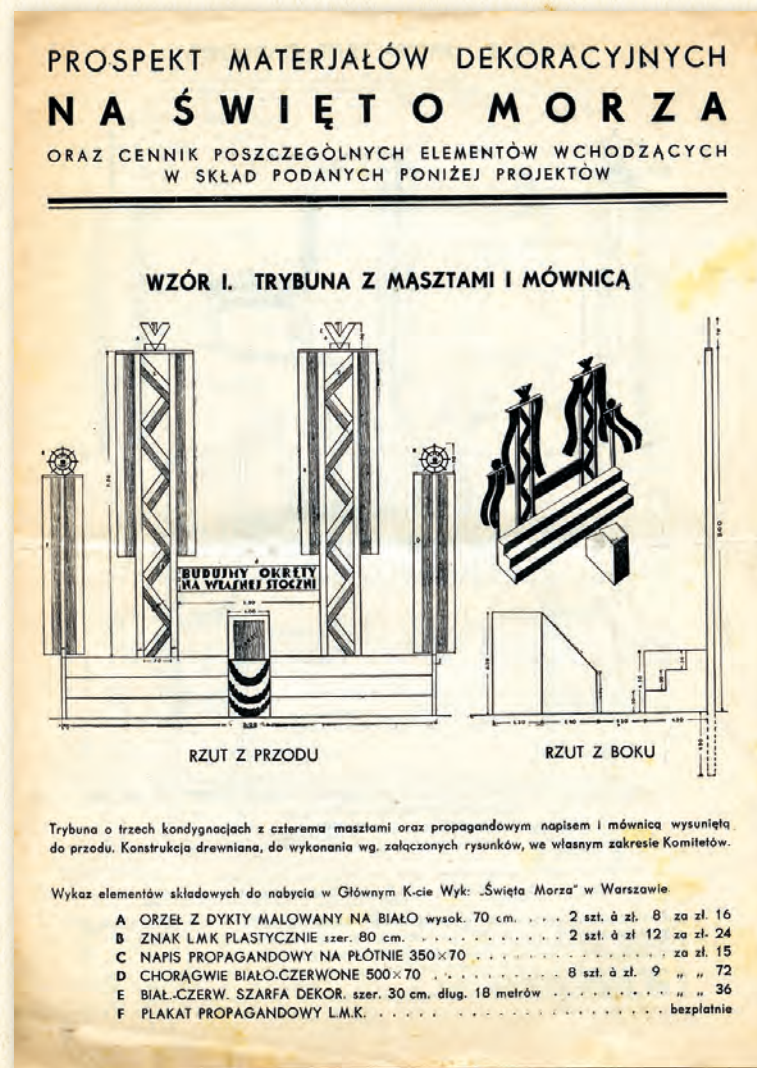 PROSPEKT MATERJAŁÓW DEKORACYJNYCH
NA ŚWIĘTO MORZA
ORAZ CENNIK POSZCZEGÒLNYCH ELEMENTÒW WCHODZĄCYCH
W SKŁAD PODANYCH PONIŻEJ PROJEKTÒW
WZÓR I. TRYBUNA Z MASZTAMI I MÓWNICĄ
BUDUJMY OKRĘTY
NA WŁASNEJ STOCZNI
RZUT Z PRZODU
RZUT Z BOKU
Trybuna o trzech kondygnacjach z czterema masztami oraz propagandowym napisem i mównicą wysuniętą
do przodu. Konstrukcja drewniana, do wykonania wg. załączonych rysunków, we własnym zakresie Komitetów.
Wykaz elementów składowych do nabycia w Głównym K-cie Wyk: „Święta Morza" w Warszawie
A ORZEŁ Z DYKTY MALOWANY NA BIAŁO wysok. 70 cm. . . . 2 szt. à zł. 8 za zł. 16
B ZNAK LMK PLASTYCZNIE szer. 80 cm. . . . . . . . . . . . 2 szt. à zł 12 za zł. 24
C NAPIS PROPAGANDOWY NA PŁÓTNIE 350×70 . . . . . . . . . . . . . . . za zł. 15
D CHORĄGWIE BIAŁO-CZERWONE 500×70 . . . . . . . . . . 8 szt. à zł. 9 „ „ 72
E BIAŁ.-CZERW. SZARFA DEKOR. szer. 30 cm. dług. 18 metrów . . . . . . . . . „ „ 36
F PLAKAT PROPAGANDOWY L.M.K. . . . . . . . . . . . . . . . . . . . bezpłatnie